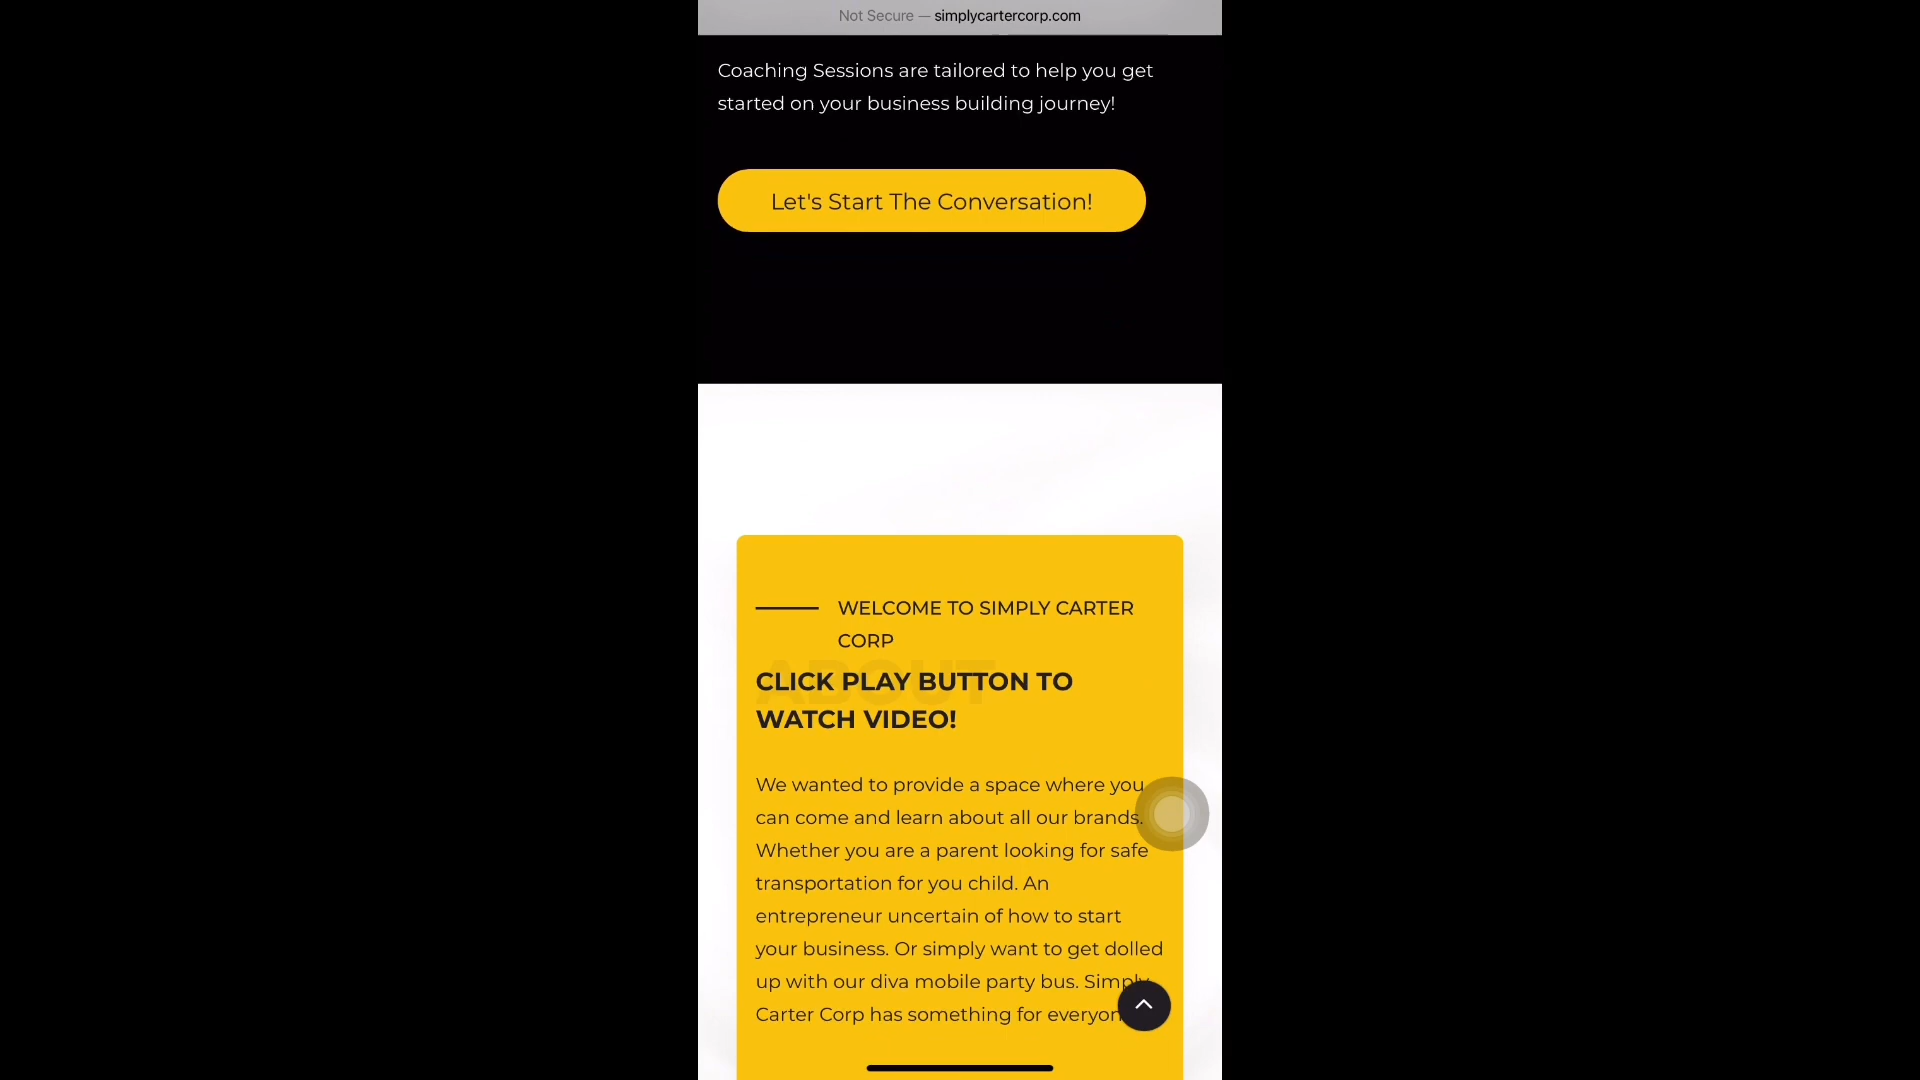 Not Secure — simplycartercorp.com
Coaching Sessions are tailored to help you get
started on your business building journey!
Let's Start The Conversation!
WELCOME TO SIMPLY CARTER
CORP
ABOUT
CLICK PLAY BUTTON TO
WATCH VIDEO!
We wanted to provide a space where you
can come and learn about all our brands.
Whether you are a parent looking for safe
transportation for you child. An
entrepreneur uncertain of how to start
your business. Or simply want to get dolled
up with our diva mobile party bus. Simply
Carter Corp has something for everyon